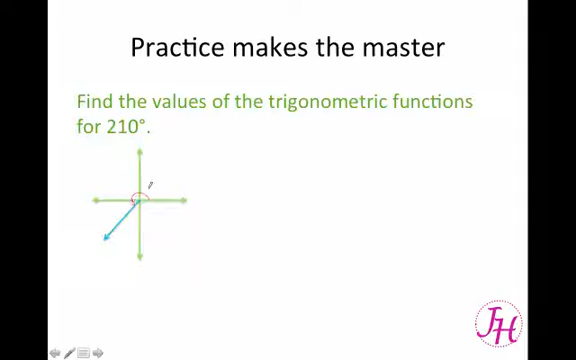 Practice makes the master
Find the values of the trigonometric functions
for 210°.
JH